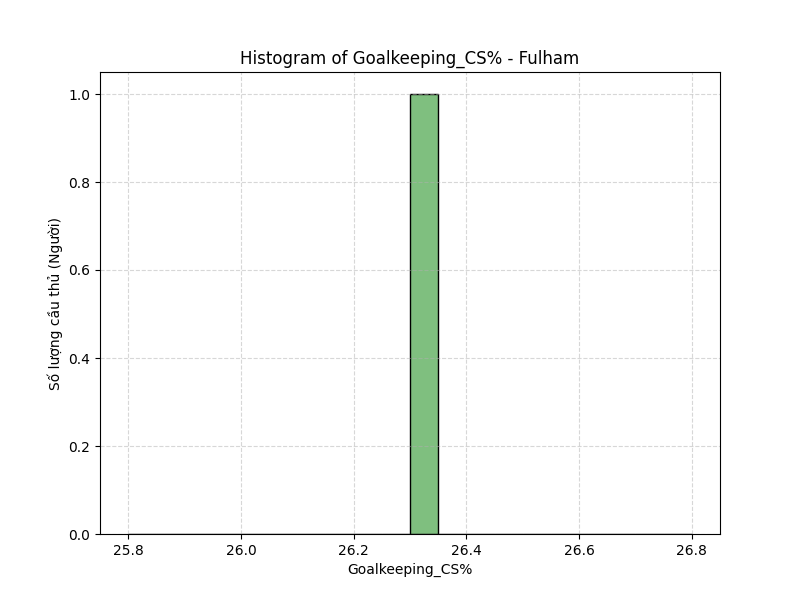 Histogram of Goalkeeping_CS% - Fulham
Số lượng cầu thủ (Người)
1.0
0.8
0.6
0.4
0.2
0.0
25.8 26.0 26.2 26.4 26.6 26.8
Goalkeeping_CS%